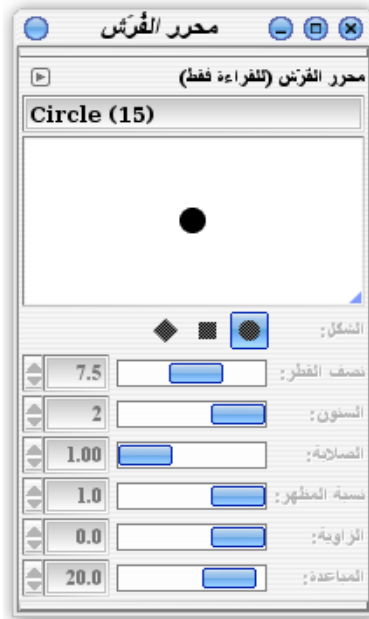 محرر الفُرَش
محرر الفُرَش (للقراءة فقط)
Circle (15)
الشكل:
نصف القطر: 7.5
السنون: 2
الصلابة: 1.00
نسبة المظهر: 1.0
الزاوية: 0.0
المباعدة: 20.0